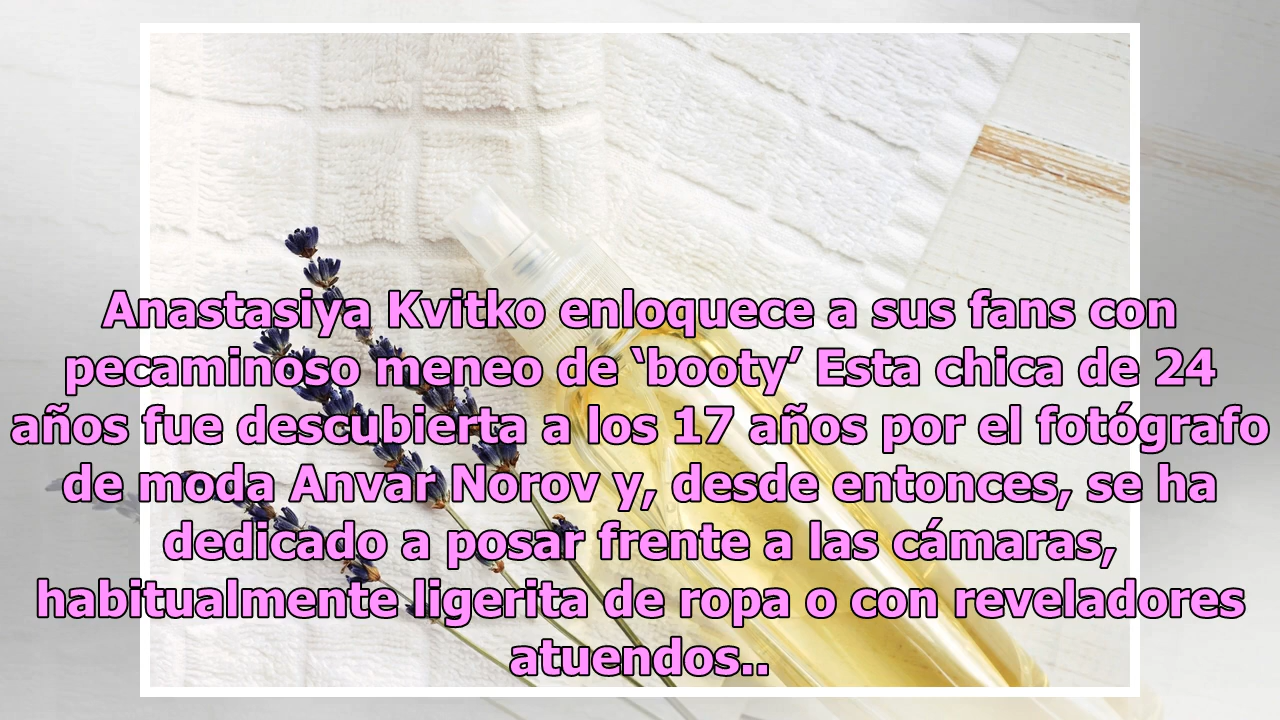 Anastasiya Kvitko enloquece a sus fans con
pecaminoso meneo de ‘booty’ Esta chica de 24
años fue descubierta a los 17 años por el fotógrafo
de moda Anvar Norov y, desde entonces, se ha
dedicado a posar frente a las cámaras,
habitualmente ligerita de ropa o con reveladores
atuendos..